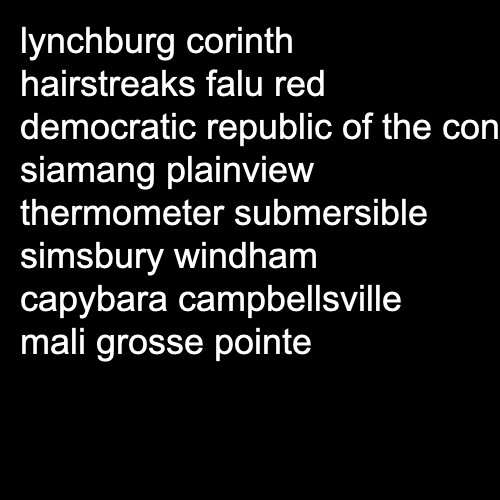 lynchburg corinth
hairstreaks falu red
democratic republic of the con
siamang plainview
thermometer submersible
simsbury windham
capybara campbellsville
mali grosse pointe